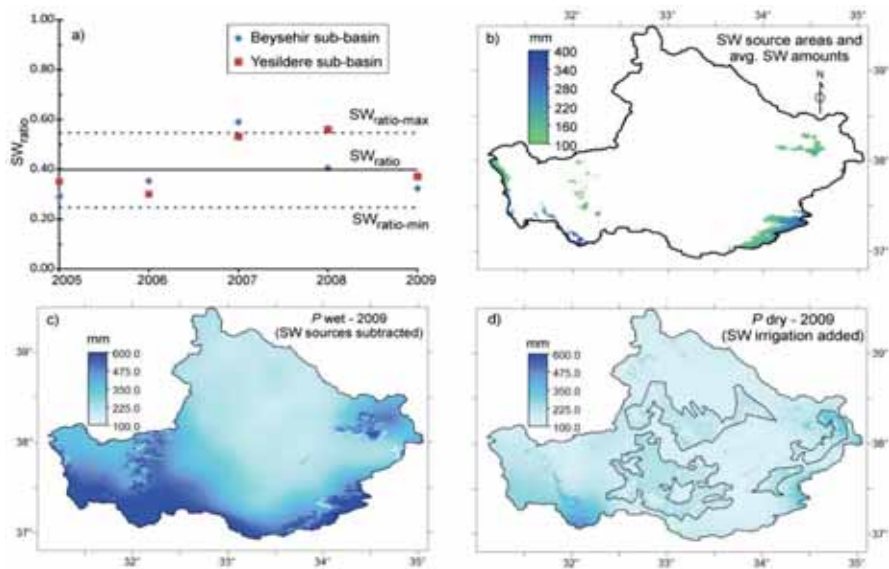 a)
Beysehir sub-basin
Yesildere sub-basin
SWratio-max
SWratio
SWratio-min
SWratio
1.00
0.80
0.60
0.40
0.20
0.00
2005 2006 2007 2008 2009
32° 33° 34° 35°
b)
mm
400
340
280
220
160
100
SW source areas and
avg. SW amounts
N
39°
38°
37°
c)
mm
600.0
475.0
350.0
225.0
100.0
P wet - 2009
(SW sources subtracted)
39°
38°
37°
32° 33° 34° 35°
d)
mm
600.0
475.0
350.0
225.0
100.0
P dry - 2009
(SW irrigation added)
39°
38°
37°
32° 33° 34° 35°